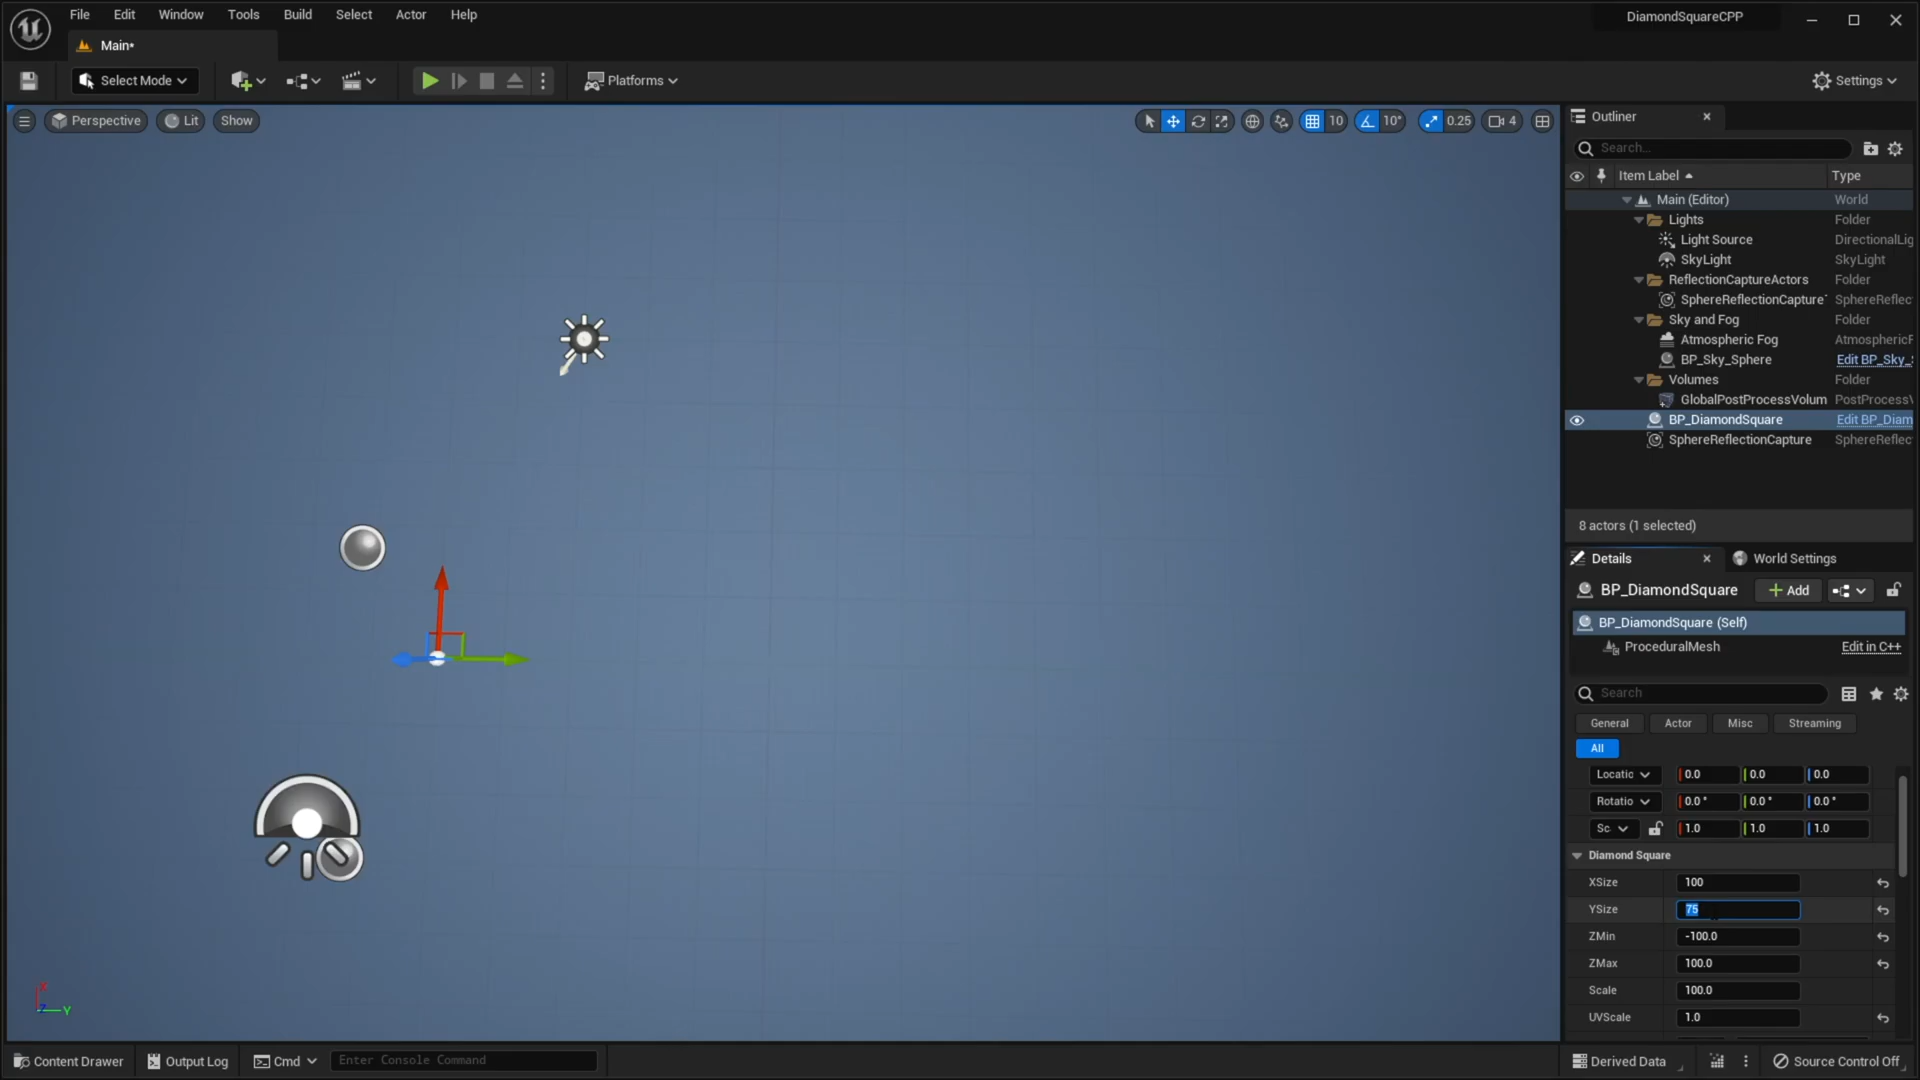 File Edit Window Tools Build Select Actor Help
DiamondSquareCPP
Main*
Select Mode
Platforms
Settings
Perspective Lit Show
10 10° 0.25 4
Outliner
Search...
Item Label Type
Main (Editor) World
Lights Folder
Light Source DirectionalLig
SkyLight SkyLight
ReflectionCaptureActors Folder
SphereReflectionCapture SphereReflec
Sky and Fog Folder
Atmospheric Fog AtmosphericF
BP_Sky_Sphere Edit BP_Sky_S
Volumes Folder
GlobalPostProcessVolum PostProcessV
BP_DiamondSquare Edit BP_Diam
SphereReflectionCapture SphereReflec
8 actors (1 selected)
Details World Settings
BP_DiamondSquare Add
BP_DiamondSquare (Self)
ProceduralMesh Edit in C++
Search
General Actor Misc Streaming
All
Locatic 0.0 0.0 0.0
Rotatio 0.0 ° 0.0 ° 0.0 °
Sc 1.0 1.0 1.0
Diamond Square
XSize 100
YSize 75
ZMin -100.0
ZMax 100.0
Scale 100.0
UVScale 1.0
X
Z Y
Content Drawer Output Log Cmd Enter Console Command
Derived Data Source Control Off